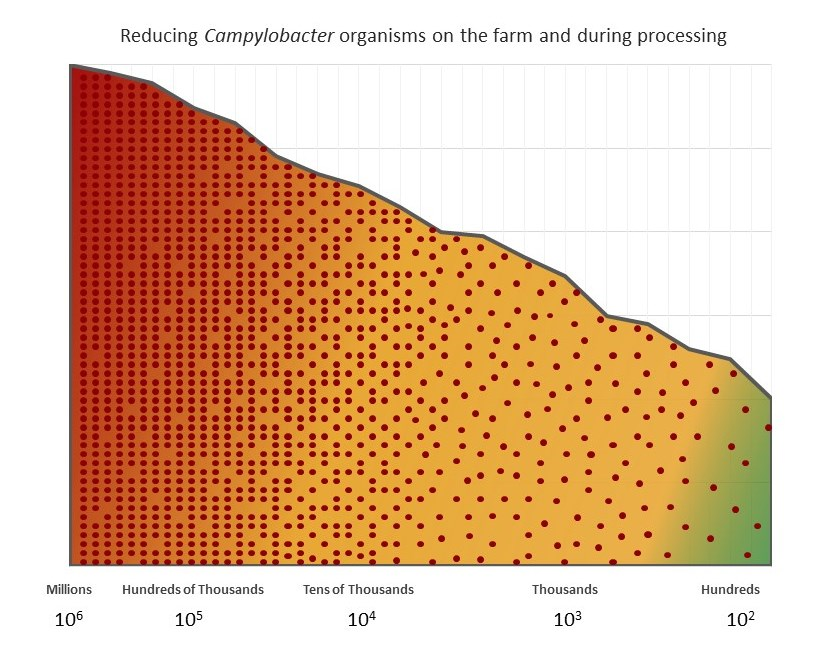 Reducing Campylobacter organisms on the farm and during processing
Millions Hundreds of Thousands Tens of Thousands Thousands Hundreds
10⁶ 10⁵ 10⁴ 10³ 10²